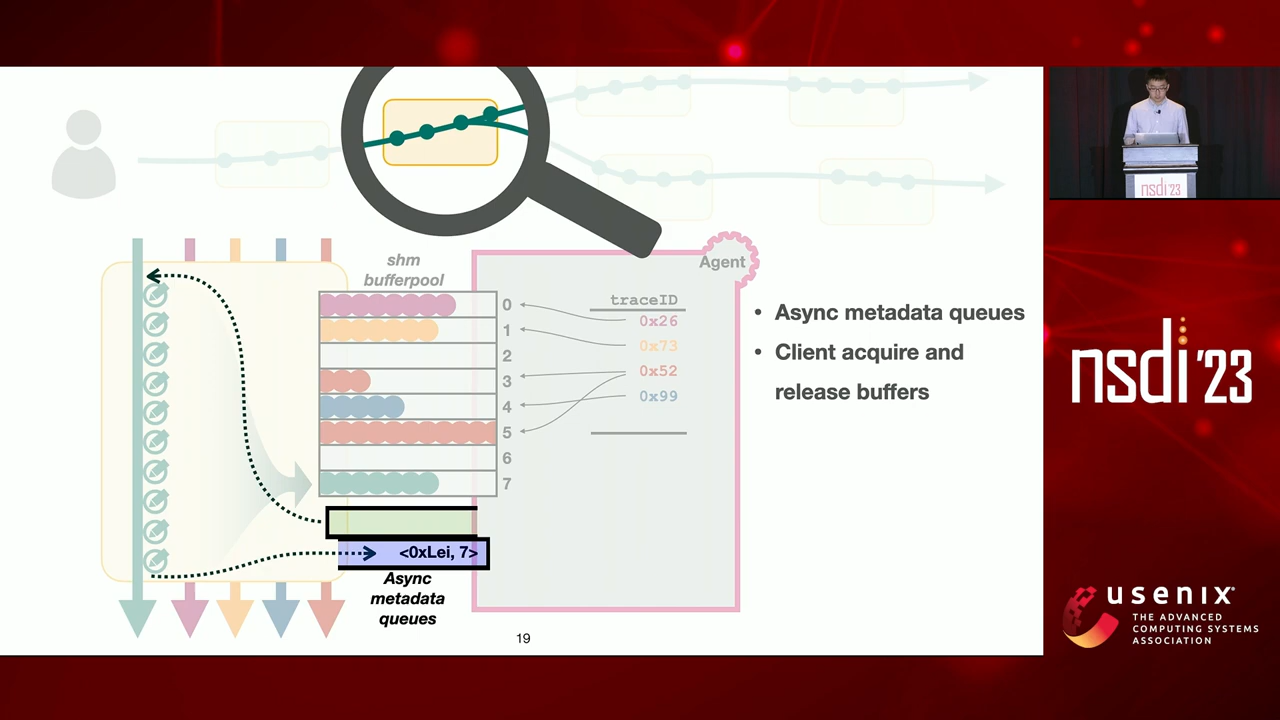 shm
bufferpool
Agent
0
1
2
3
4
5
6
7
traceID
0x26
0x73
0x52
0x99
• Async metadata queues
• Client acquire and
release buffers
<0xLei, 7>
Async
metadata
queues
19
nsdi'23
nsdi'23
usenix®
THE ADVANCED
COMPUTING SYSTEMS
ASSOCIATION